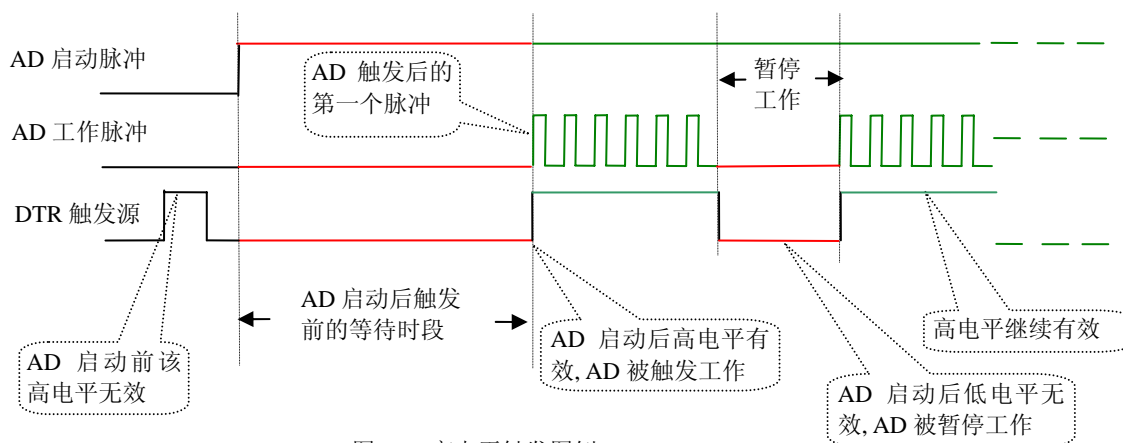 AD 启动脉冲
AD 触发后的
第一个脉冲
暂停
工作
AD 工作脉冲
DTR 触发源
AD 启动后触发
前的等待时段
AD 启动前该
高电平无效
AD 启动后高电平有
效, AD 被触发工作
高电平继续有效
AD 启动后低电平无
效, AD 被暂停工作